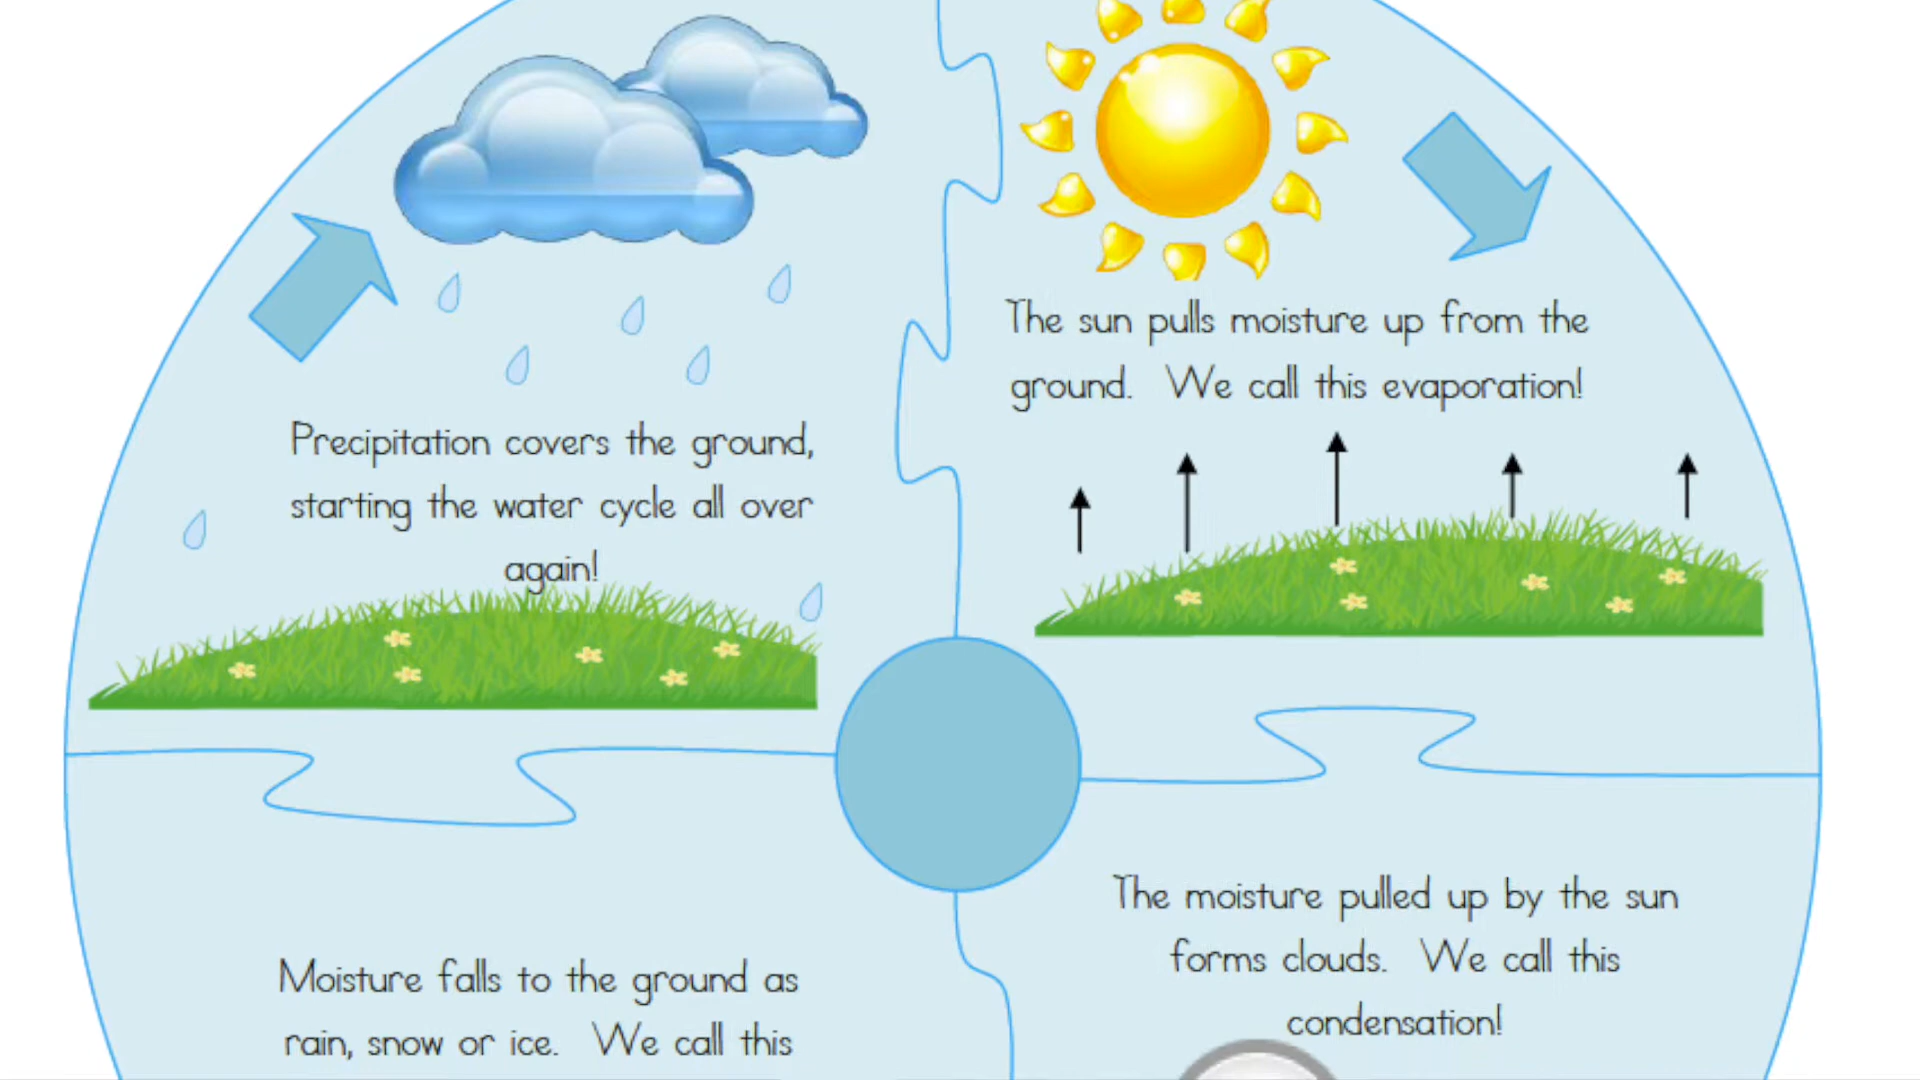 The sun pulls moisture up from the
ground. We call this evaporation!
Precipitation covers the ground,
starting the water cycle all over
again!
The moisture pulled up by the sun
forms clouds. We call this
condensation!
Moisture falls to the ground as
rain, snow or ice. We call this